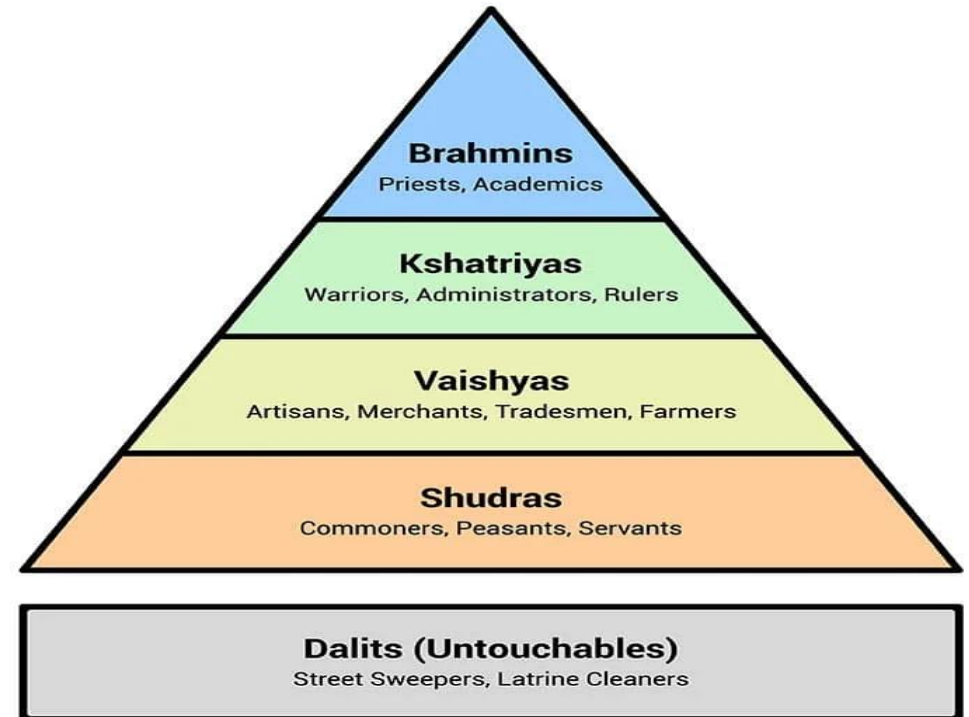 Brahmins
Priests, Academics
Kshatriyas
Warriors, Administrators, Rulers
Vaishyas
Artisans, Merchants, Tradesmen, Farmers
Shudras
Commoners, Peasants, Servants
Dalits (Untouchables)
Street Sweepers, Latrine Cleaners